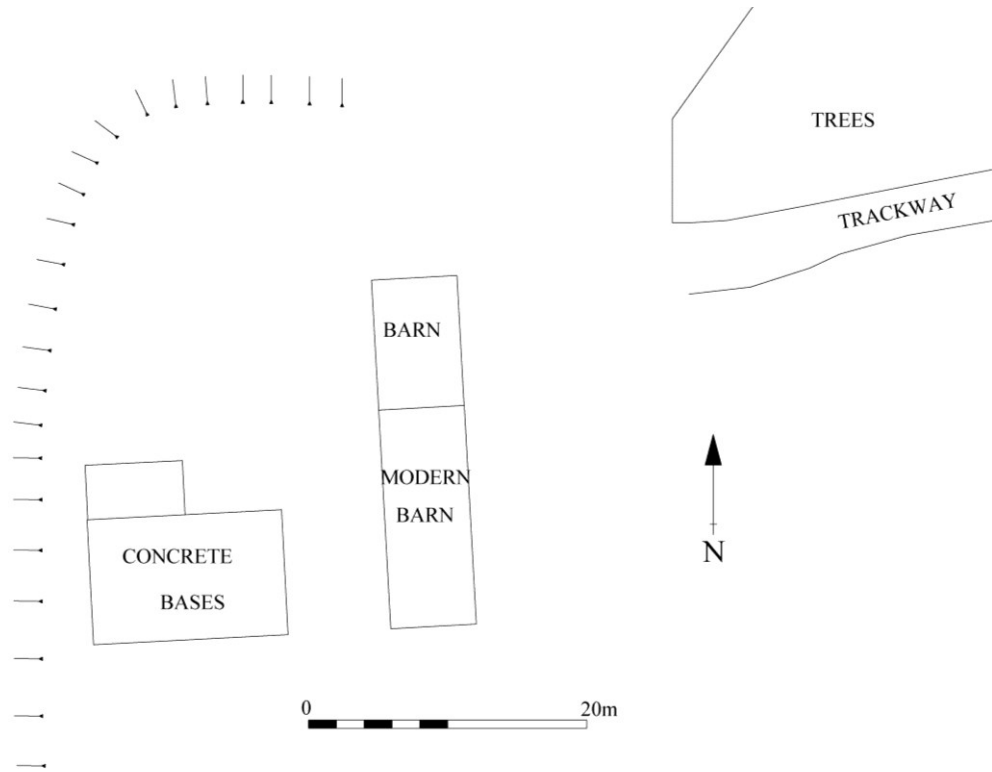 TREES
TRACKWAY
BARN
MODERN
BARN
CONCRETE
BASES
N
0 20m